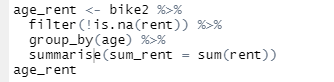 age_rent <- bike2 %>%
  filter(!is.na(rent)) %>%
  group_by(age) %>%
  summarise(sum_rent = sum(rent))
age_rent